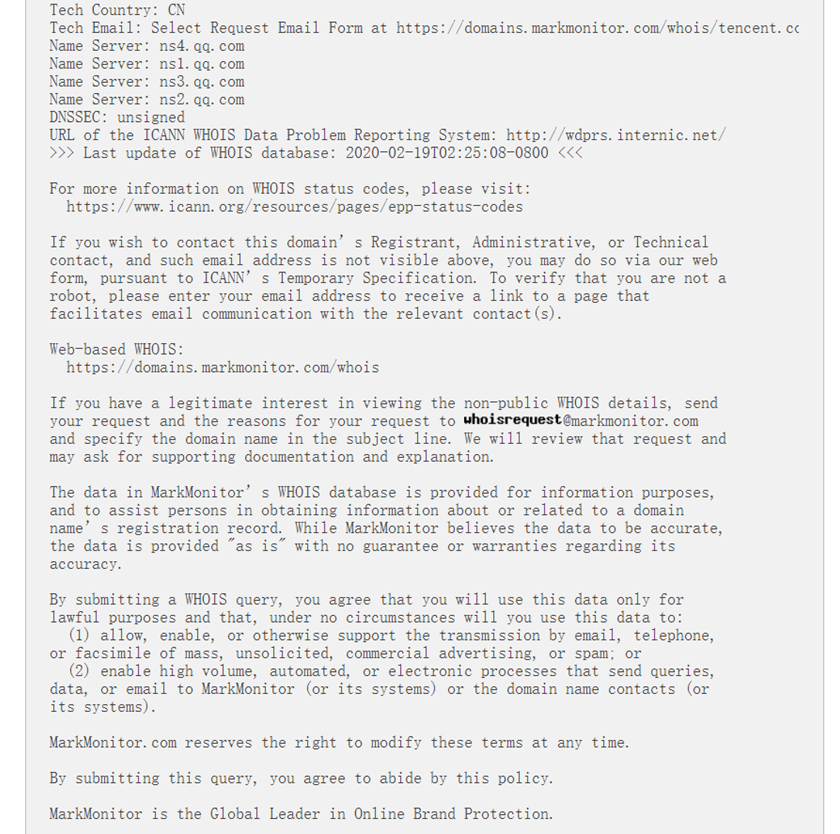 Tech Country: CN
Tech Email: Select Request Email Form at https://domains.markmonitor.com/whois/tencent.cc
Name Server: ns4.qq.com
Name Server: ns1.qq.com
Name Server: ns3.qq.com
Name Server: ns2.qq.com
DNSSEC: unsigned
URL of the ICANN WHOIS Data Problem Reporting System: http://wdprs.internic.net/
>>> Last update of WHOIS database: 2020-02-19T02:25:08-0800 <<<
For more information on WHOIS status codes, please visit:
https://www.icann.org/resources/pages/epp-status-codes
If you wish to contact this domain’s Registrant, Administrative, or Technical
contact, and such email address is not visible above, you may do so via our web
form, pursuant to ICANN’s Temporary Specification. To verify that you are not a
robot, please enter your email address to receive a link to a page that
facilitates email communication with the relevant contact(s).
Web-based WHOIS:
https://domains.markmonitor.com/whois
If you have a legitimate interest in viewing the non-public WHOIS details, send
your request and the reasons for your request to whoisrequest@markmonitor.com
and specify the domain name in the subject line. We will review that request and
may ask for supporting documentation and explanation.
The data in MarkMonitor’s WHOIS database is provided for information purposes,
and to assist persons in obtaining information about or related to a domain
name’s registration record. While MarkMonitor believes the data to be accurate,
the data is provided "as is" with no guarantee or warranties regarding its
accuracy.
By submitting a WHOIS query, you agree that you will use this data only for
lawful purposes and that, under no circumstances will you use this data to:
(1) allow, enable, or otherwise support the transmission by email, telephone,
or facsimile of mass, unsolicited, commercial advertising, or spam; or
(2) enable high volume, automated, or electronic processes that send queries,
data, or email to MarkMonitor (or its systems) or the domain name contacts (or
its systems).
MarkMonitor.com reserves the right to modify these terms at any time.
By submitting this query, you agree to abide by this policy.
MarkMonitor is the Global Leader in Online Brand Protection.